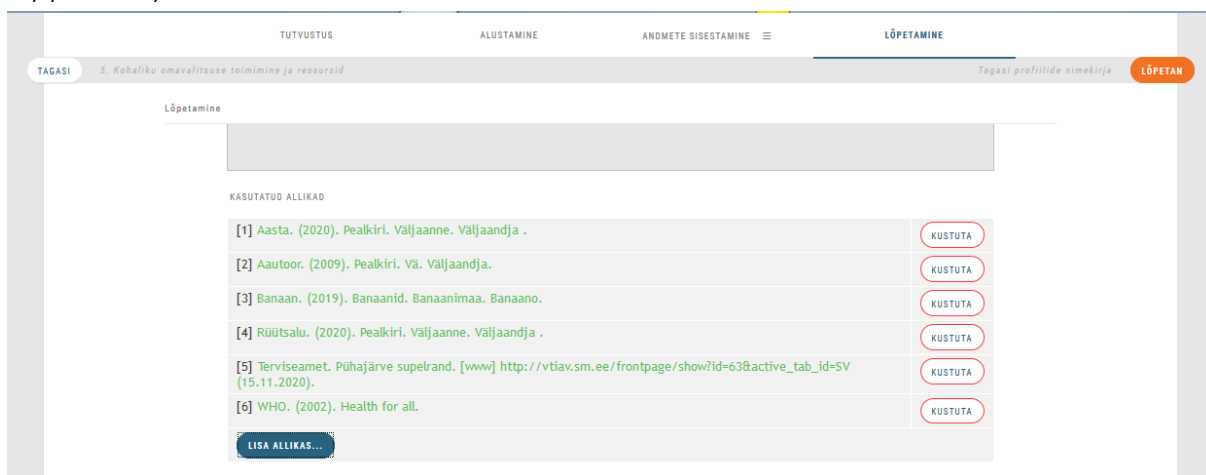 TUTVUSTUS ALUSTAMINE ANDMETE SISESTAMINE ☰ LÕPETAMINE
TAGASI 5. Kohaliku omavalitsuse toimimine ja ressursid Tagasi profiilide nimekirja LÕPETAN
Lõpetamine
KASUTATUD ALLIKAD
[1] Aasta. (2020). Pealkiri. Väljaanne. Väljaandja .
KUSTUTA
[2] Aautoor. (2009). Pealkiri. Vä. Väljaandja.
KUSTUTA
[3] Banaan. (2019). Banaanid. Banaanimaa. Banaano.
KUSTUTA
[4] Rüütsalu. (2020). Pealkiri. Väljaanne. Väljaandja .
KUSTUTA
[5] Terviseamet. Pühajärve supelrand. [www] http://vtiav.sm.ee/frontpage/show?id=63&active_tab_id=SV
(15.11.2020).
KUSTUTA
[6] WHO. (2002). Health for all.
KUSTUTA
LISA ALLIKAS...